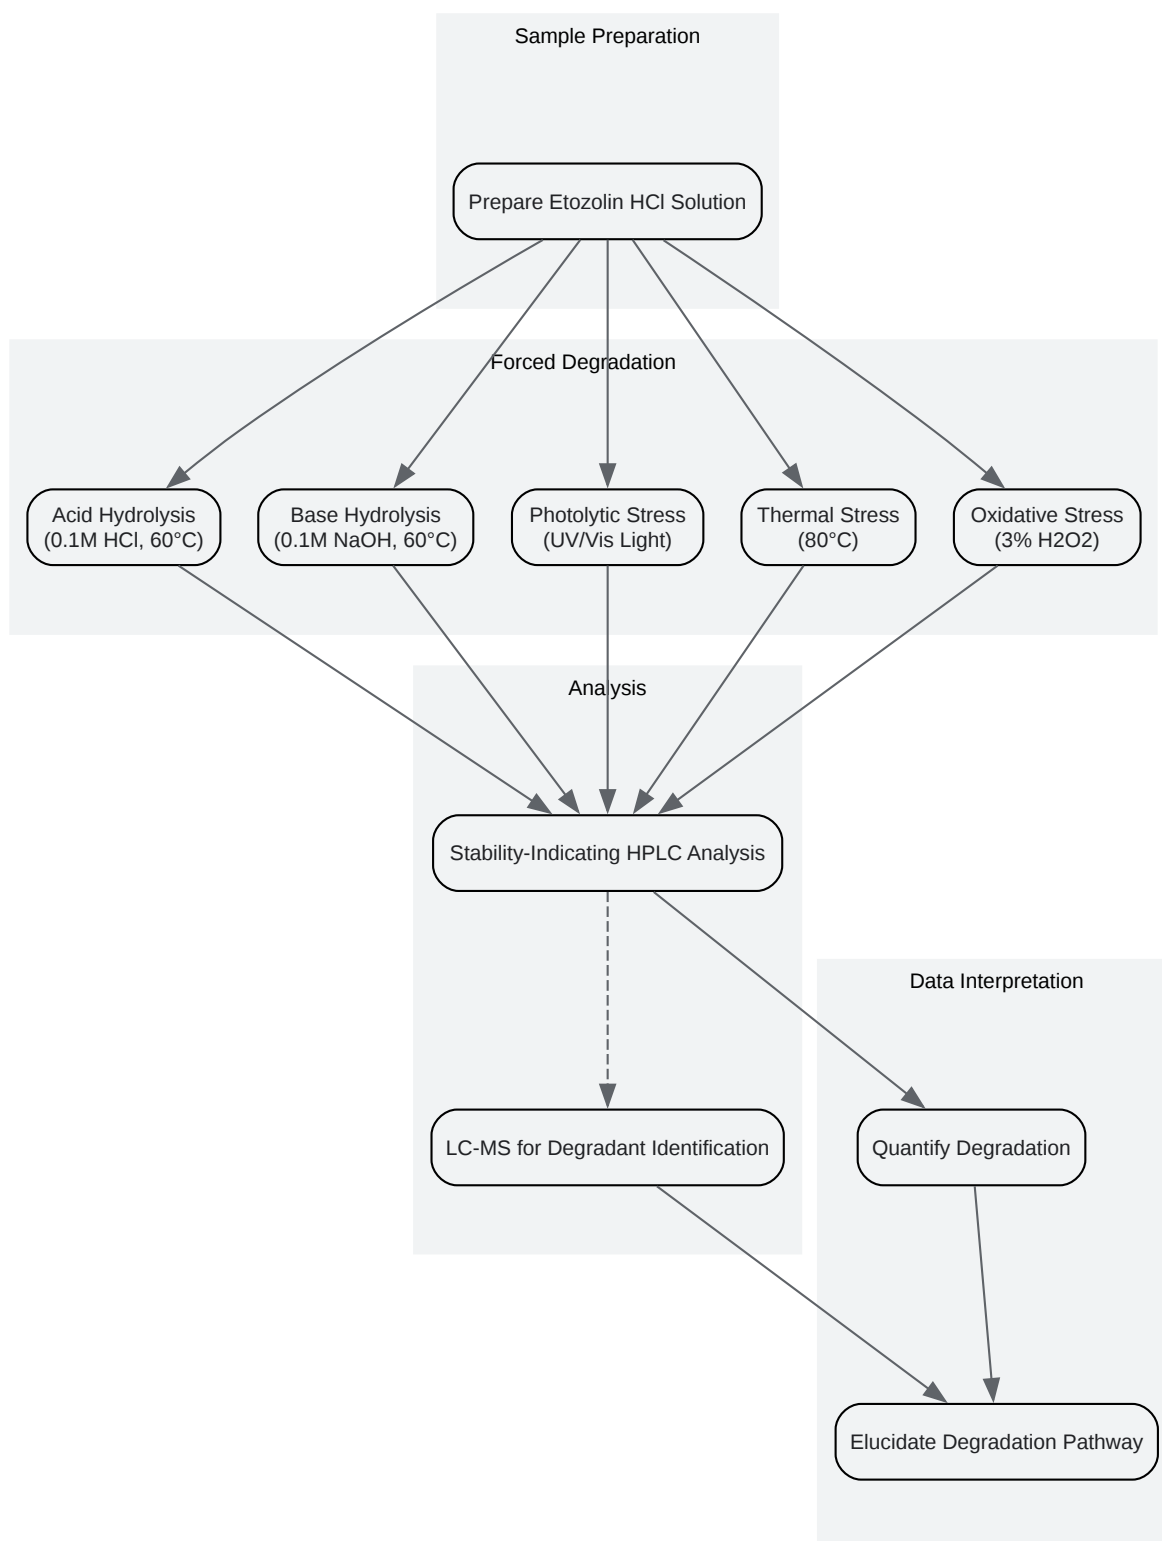 Sample Preparation
Prepare Etozolin HCl Solution
Forced Degradation
Acid Hydrolysis
(0.1M HCl, 60°C)
Base Hydrolysis
(0.1M NaOH, 60°C)
Photolytic Stress
(UV/Vis Light)
Thermal Stress
(80°C)
Oxidative Stress
(3% H2O2)
Analysis
Stability-Indicating HPLC Analysis
Data Interpretation
LC-MS for Degradant Identification
Quantify Degradation
Elucidate Degradation Pathway